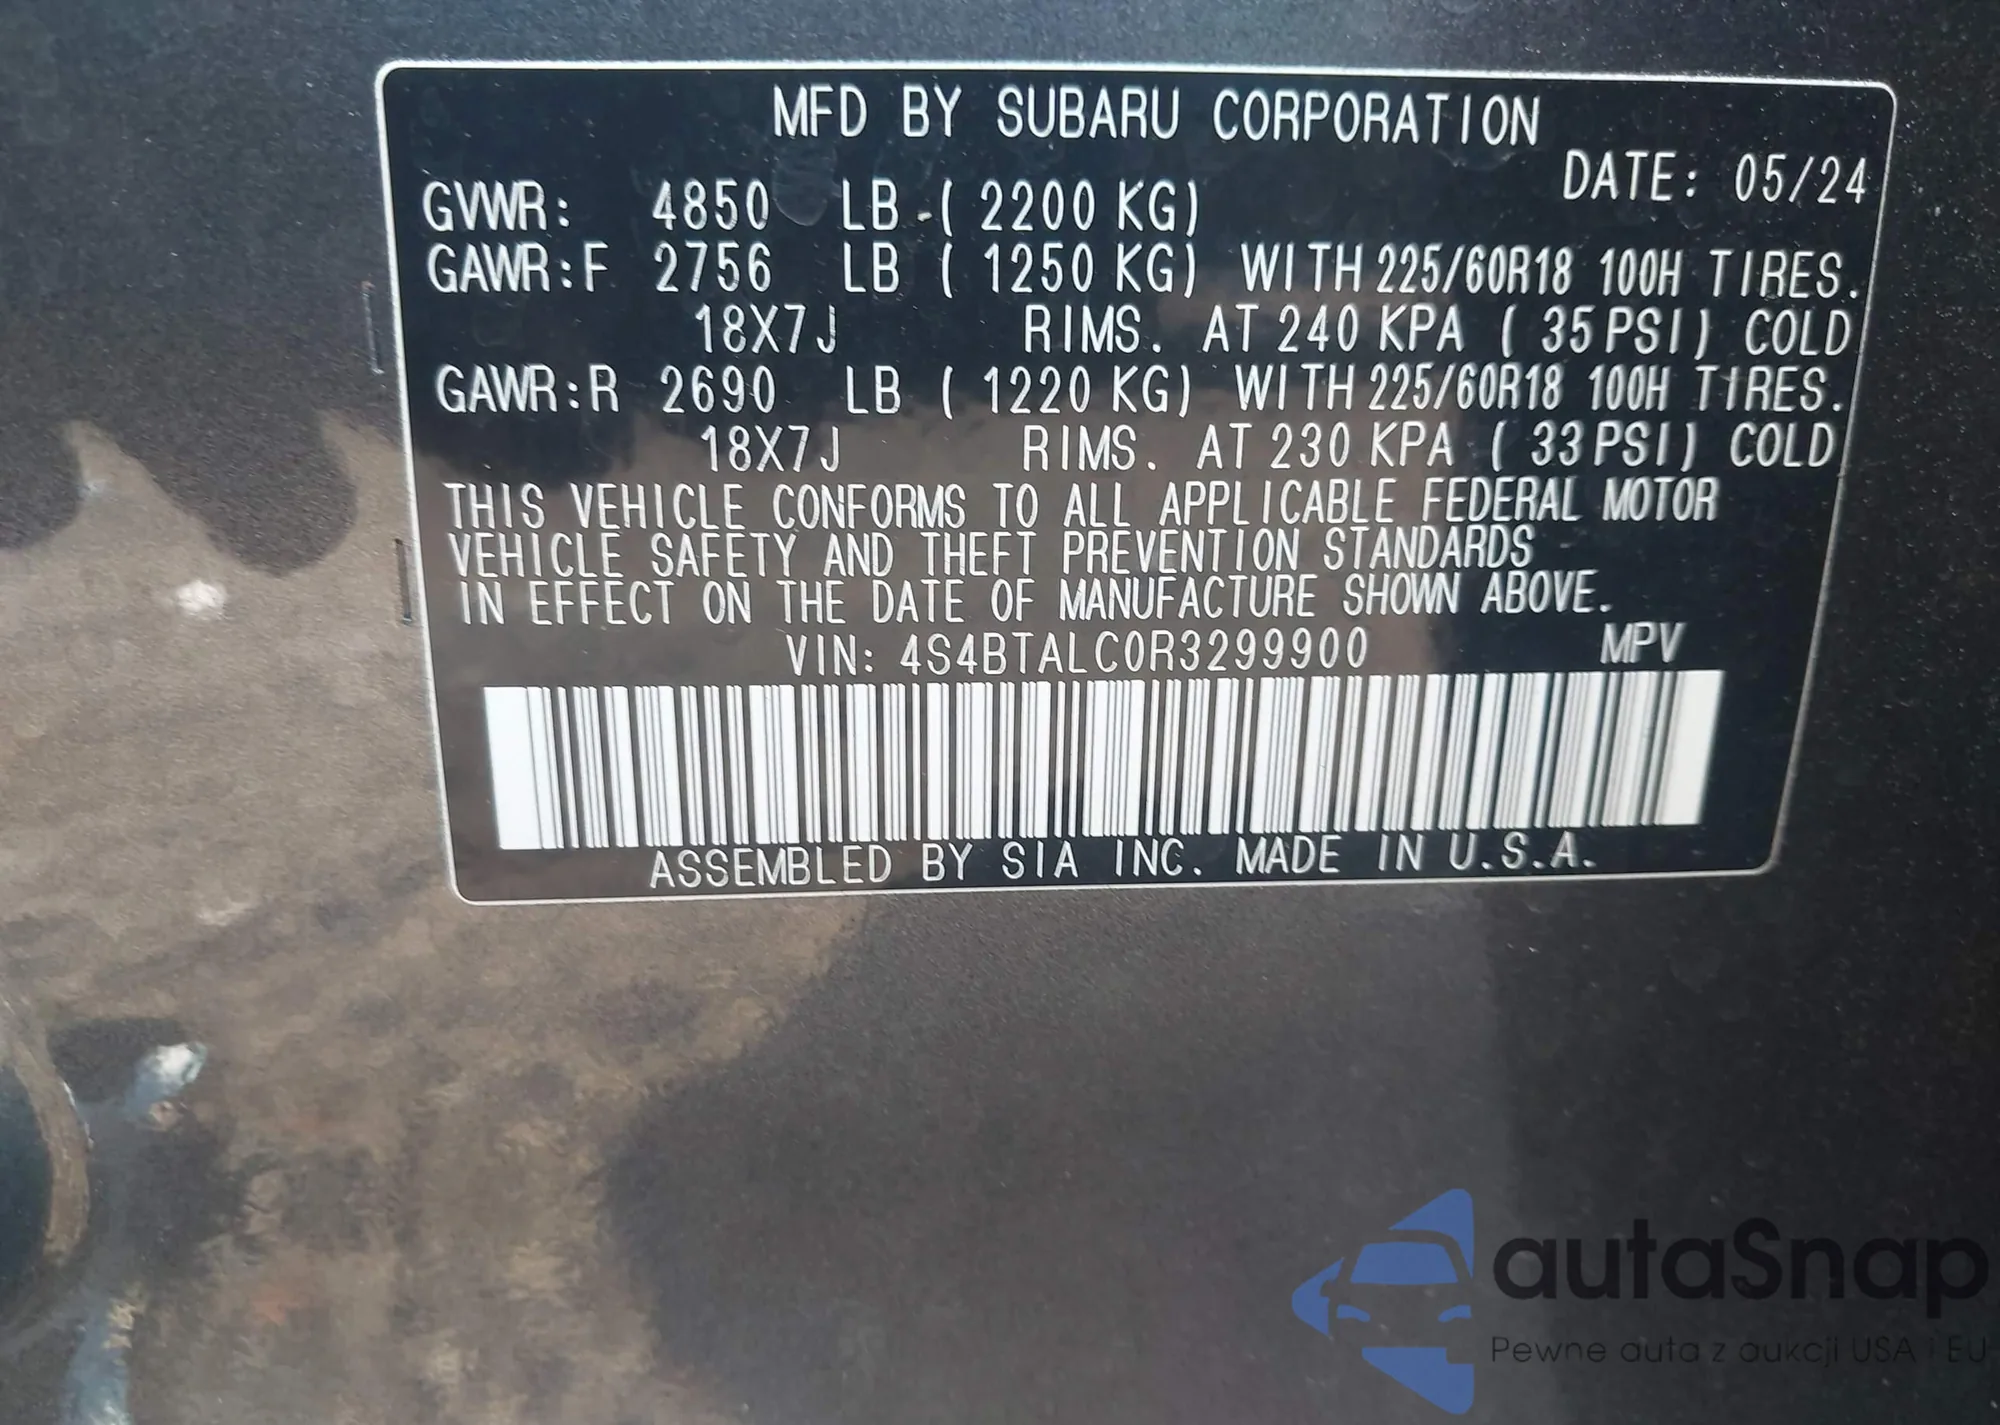 MFD BY SUBARU CORPORATION
DATE: 05/24
GVWR: 4850 LB ( 2200 KG)
GAWR:F 2756 LB ( 1250 KG) WITH 225/60R18 100H TIRES.
18X7J RIMS. AT 240 KPA ( 35 PSI) COLD
GAWR:R 2690 LB ( 1220 KG) WITH 225/60R18 100H TIRES.
18X7J RIMS. AT 230 KPA ( 33 PSI) COLD
THIS VEHICLE CONFORMS TO ALL APPLICABLE FEDERAL MOTOR
VEHICLE SAFETY AND THEFT PREVENTION STANDARDS
IN EFFECT ON THE DATE OF MANUFACTURE SHOWN ABOVE.
VIN: 4S4BTALC0R3299900 MPV
ASSEMBLED BY SIA INC. MADE IN U.S.A.
autaSnap
Pewne auta z aukcji USA i EU